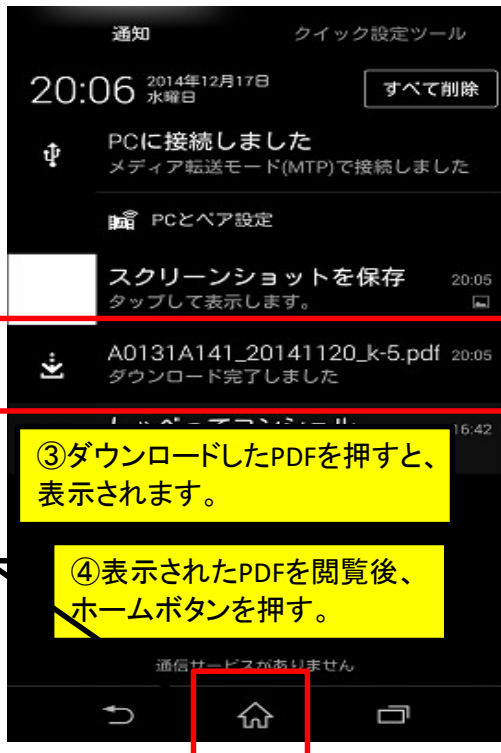 通知 クイック設定ツール
20:06 2014年12月17日
水曜日
すべて削除
PCに接続しました
メディア転送モード(MTP)で接続しました
PCとペア設定
スクリーンショットを保存 20:05
タップして表示します。
A0131A141_20141120_k-5.pdf 20:05
ダウンロード完了しました
16:42
③ダウンロードしたPDFを押すと、
表示されます。
④表示されたPDFを閲覧後、
ホームボタンを押す。
通信サービスがありません